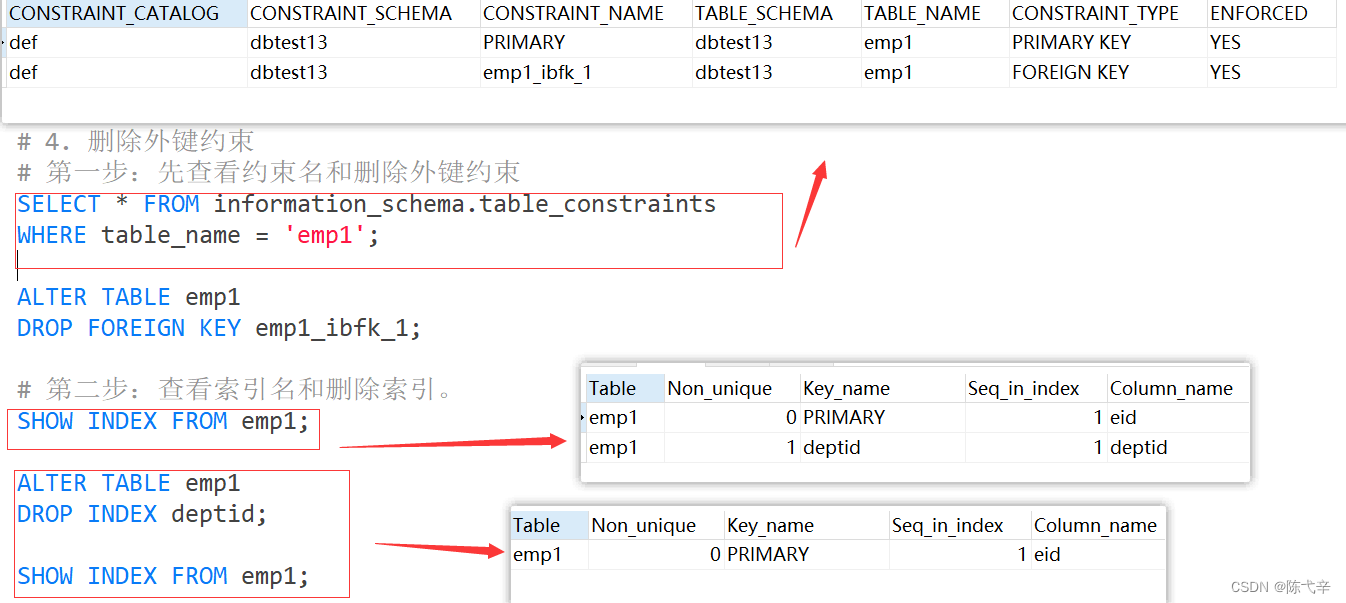 CONSTRAINT_CATALOG CONSTRAINT_SCHEMA CONSTRAINT_NAME TABLE_SCHEMA TABLE_NAME CONSTRAINT_TYPE ENFORCED
def dbtest13 PRIMARY dbtest13 emp1 PRIMARY KEY YES
def dbtest13 emp1_ibfk_1 dbtest13 emp1 FOREIGN KEY YES
# 4. 删除外键约束
# 第一步：先查看约束名和删除外键约束
SELECT * FROM information_schema.table_constraints
WHERE table_name = 'emp1';
ALTER TABLE emp1
DROP FOREIGN KEY emp1_ibfk_1;
# 第二步：查看索引名和删除索引。
SHOW INDEX FROM emp1;
Table Non_unique Key_name Seq_in_index Column_name
emp1 0 PRIMARY 1 eid
emp1 1 deptid 1 deptid
ALTER TABLE emp1
DROP INDEX deptid;
SHOW INDEX FROM emp1;
Table Non_unique Key_name Seq_in_index Column_name
emp1 0 PRIMARY 1 eid
CSDN @陈弋辛